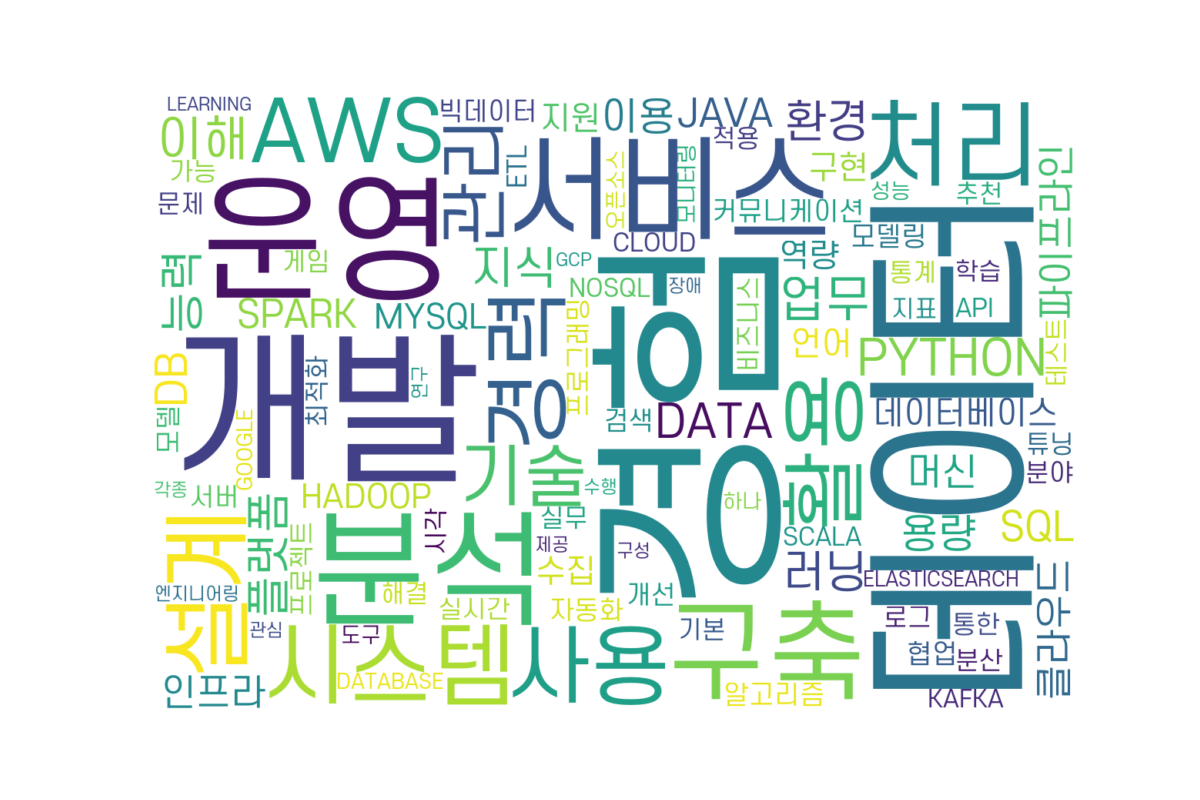 LEARNING
AWS
빅데이터
지원
이용
JAVA
환경
처리
이해
가능
문제
운영
관리
ETL
서비스
오픈소스
모니터링
적용
구현
성능
추천
파이프라인
커뮤니케이션
CLOUD
역량
모델링
능력
게임
지식
GCP
NOSQL
장애
경험
비즈니스
업무
통계
학습
데이터
지표
API
SPARK
MYSQL
경력
프로그래밍
언어
PYTHON
테스트
DB
개발
최적화
연구
모델
GOOGLE
검색
DATA
활용
데이터베이스
튜닝
머신
분야
각종
서버
HADOOP
기술
수행
하나
설계
플랫폼
프로젝트
분석
시각
실무
제공
구성
SCALA
용량
SQL
엔지니어링
해결
수집
개선
러닝
ELASTICSEARCH
클라우드
관심
도구
실시간
자동화
기본
로그
통한
협업
분산
인프라
시스템
DATABASE
사용
구축
알고리즘
KAFKA